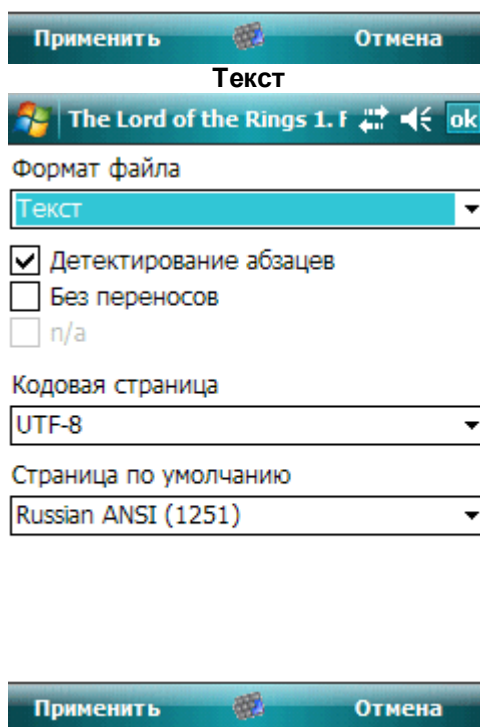 Применить Отмена
Текст
The Lord of the Rings 1. F ok
Формат файла
Текст
Детектирование абзацев
Без переносов
n/a
Кодовая страница
UTF-8
Страница по умолчанию
Russian ANSI (1251)
Применить Отмена